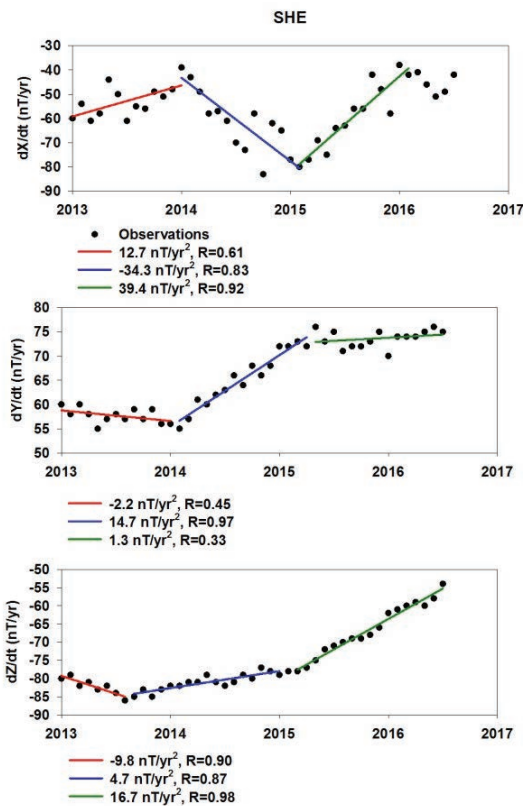 SHE
dX/dt (nT/yr)
-30
-40
-50
-60
-70
-80
-90
2013 2014 2015 2016 2017
Observations
12.7 nT/yr², R=0.61
-34.3 nT/yr², R=0.83
39.4 nT/yr², R=0.92
dY/dt (nT/yr)
80
75
70
65
60
55
50
2013 2014 2015 2016 2017
-2.2 nT/yr², R=0.45
14.7 nT/yr², R=0.97
1.3 nT/yr², R=0.33
dZ/dt (nT/yr)
-50
-55
-60
-65
-70
-75
-80
-85
-90
2013 2014 2015 2016 2017
-9.8 nT/yr², R=0.90
4.7 nT/yr², R=0.87
16.7 nT/yr², R=0.98